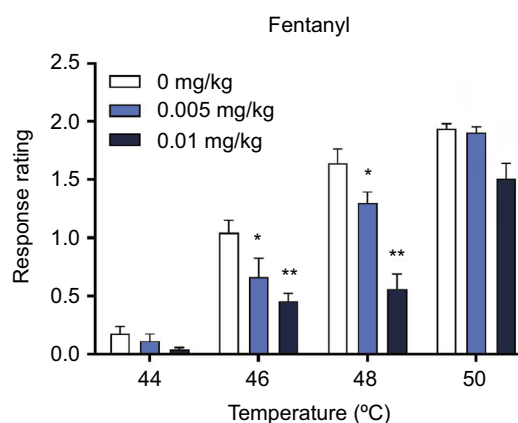 Fentanyl
2.5
2.0
1.5
1.0
0.5
0.0
Response rating
0 mg/kg
0.005 mg/kg
0.01 mg/kg
*
**
*
**
44 46 48 50
Temperature (ºC)